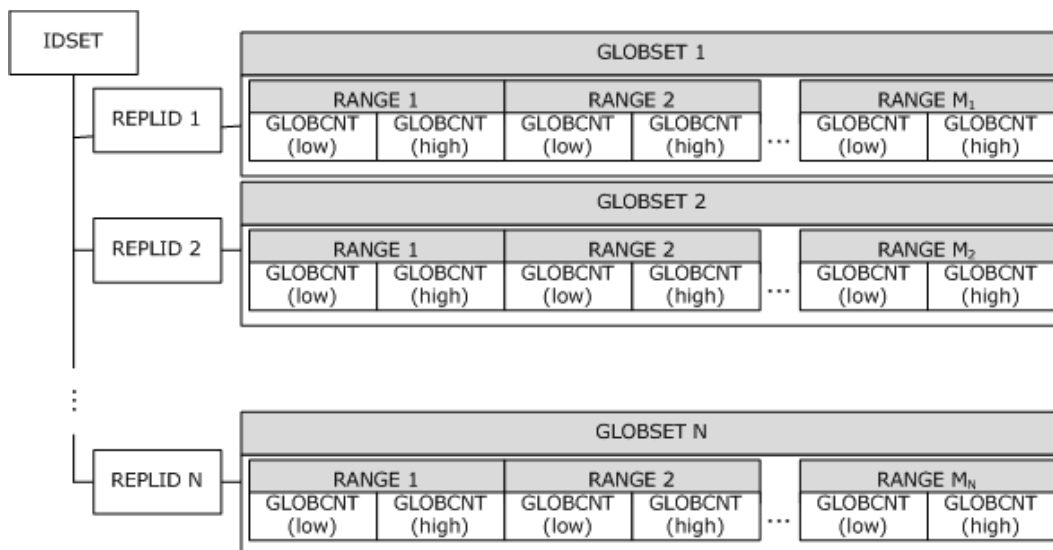 IDSET
GLOBSET 1
REPLID 1
RANGE 1 RANGE 2 RANGE M₁
GLOBCNT GLOBCNT GLOBCNT GLOBCNT ... GLOBCNT GLOBCNT
(low) (high) (low) (high) (low) (high)
GLOBSET 2
REPLID 2
RANGE 1 RANGE 2 RANGE M₂
GLOBCNT GLOBCNT GLOBCNT GLOBCNT ... GLOBCNT GLOBCNT
(low) (high) (low) (high) (low) (high)
...
GLOBSET N
REPLID N
RANGE 1 RANGE 2 RANGE Mₙ
GLOBCNT GLOBCNT GLOBCNT GLOBCNT ... GLOBCNT GLOBCNT
(low) (high) (low) (high) (low) (high)